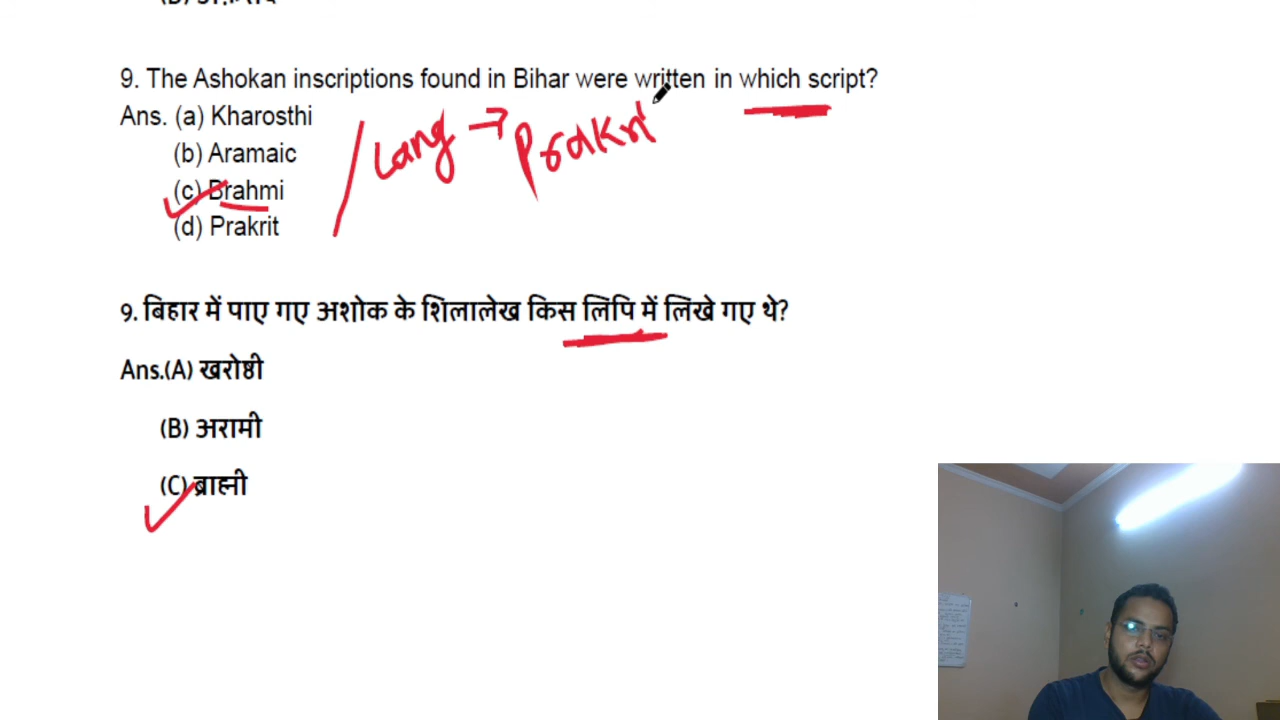 9. The Ashokan inscriptions found in Bihar were written in which script?
Ans. (a) Kharosthi
(b) Aramaic
(c) Brahmi
(d) Prakrit
Lang → Prakri
9. बिहार में पाए गए अशोक के शिलालेख किस लिपि में लिखे गए थे?
Ans.(A) खरोष्ठी
(B) अरामी
(C) ब्राह्मी